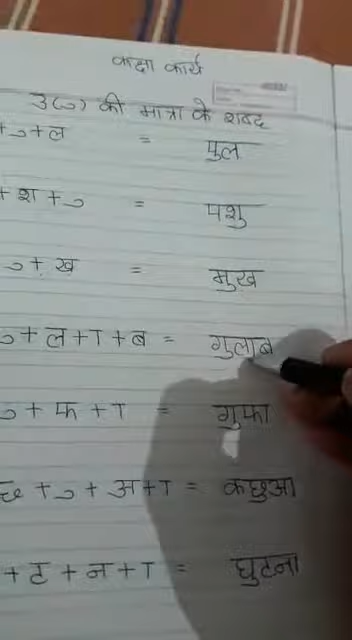 कक्षा कार्य
उ(ु) की मात्रा के शब्द
+ ु + ल = पुल
+ श + ु = पशु
ु + ख = मुख
ु + ल + ा + ब = गुलाब
ु + फ + ा = गुफा
छ + ु + अ + ा = कछुआ
+ ट + न + ा = घुटना